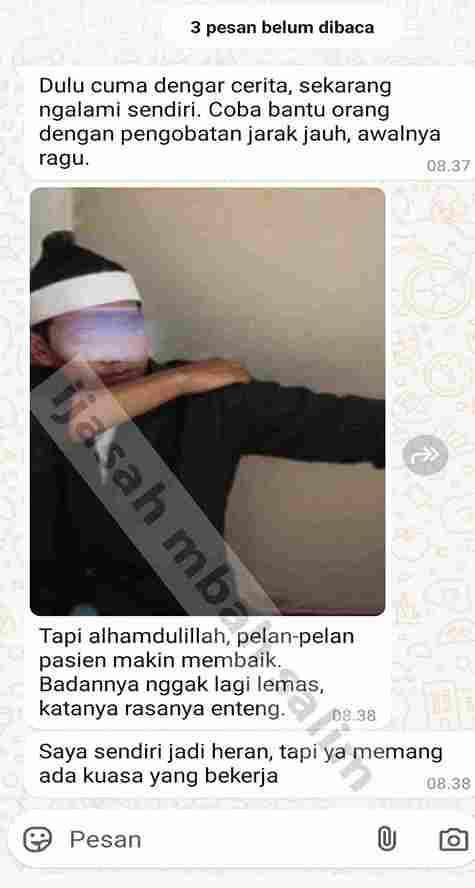 3 pesan belum dibaca
Dulu cuma dengar cerita, sekarang
ngalami sendiri. Coba bantu orang
dengan pengobatan jarak jauh, awalnya
ragu.
08.37
ijasah mbah salim
Tapi alhamdulillah, pelan-pelan
pasien makin membaik.
Badannya nggak lagi lemas,
katanya rasanya enteng.
08.38
Saya sendiri jadi heran, tapi ya memang
ada kuasa yang bekerja
08.38
Pesan